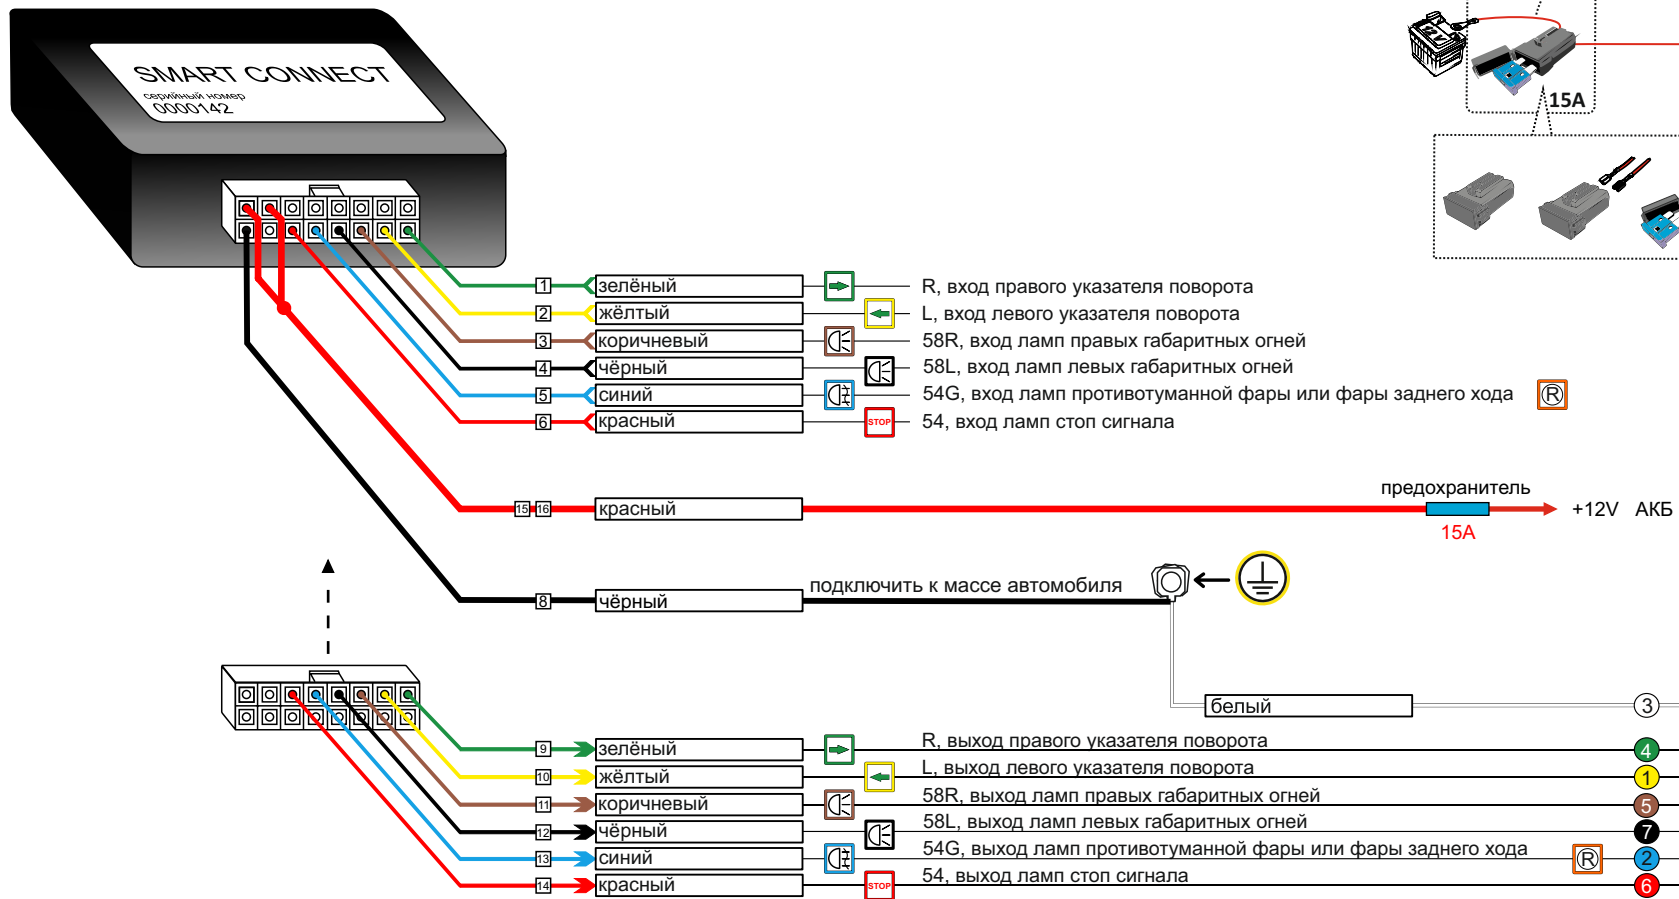 SMART CONNECT
серийный номер
0000142
12V
15A
1 зелёный R, вход правого указателя поворота
2 жёлтый L, вход левого указателя поворота
3 коричневый 58R, вход ламп правых габаритных огней
4 чёрный 58L, вход ламп левых габаритных огней
5 синий 54G, вход ламп противотуманной фары или фары заднего хода R
6 красный STOP 54, вход ламп стоп сигнала
предохранитель
15 16 красный +12V АКБ
15A
подключить к массе автомобиля
8 чёрный
белый 3
9 зелёный R, выход правого указателя поворота 4
10 жёлтый L, выход левого указателя поворота 1
11 коричневый 58R, выход ламп правых габаритных огней 5
12 чёрный 58L, выход ламп левых габаритных огней 7
13 синий 54G, выход ламп противотуманной фары или фары заднего хода R 2
14 красный STOP 54, выход ламп стоп сигнала 6